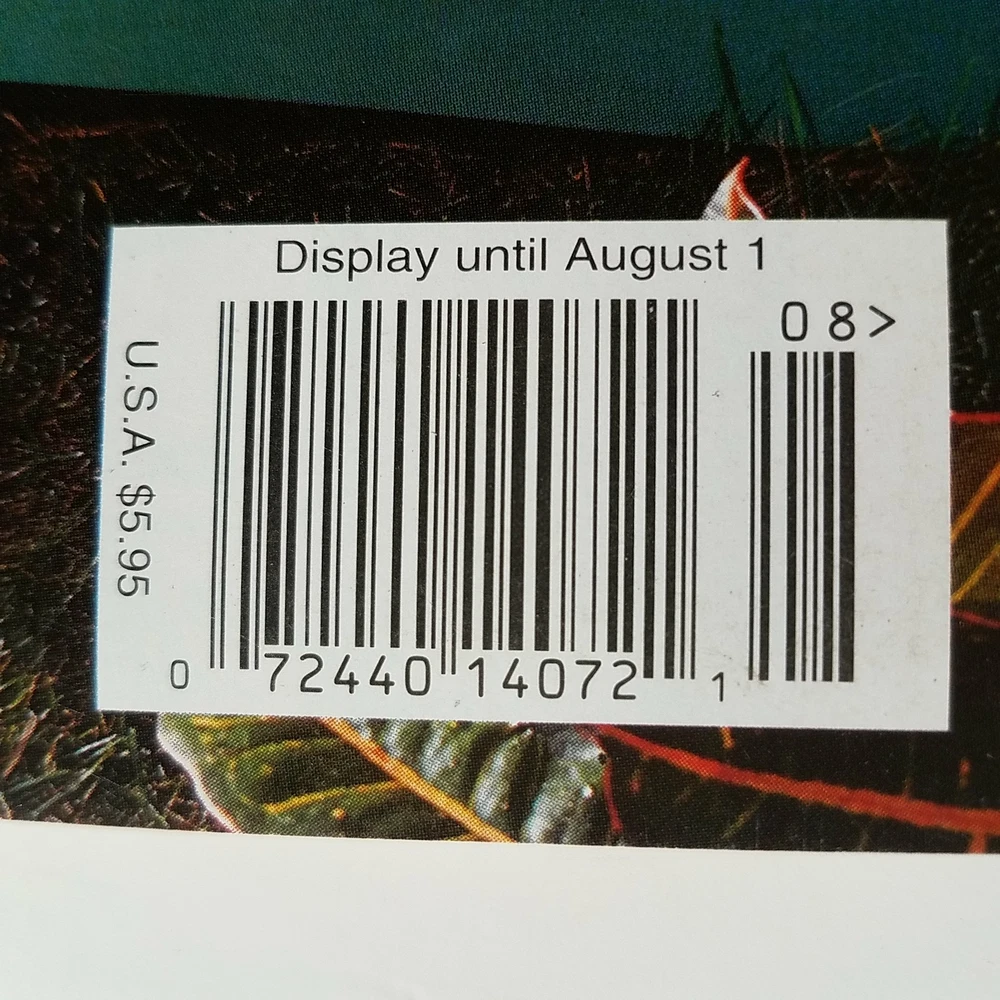 Display until August 1
08>
U.S.A. $5.95
0 72440 14072 1